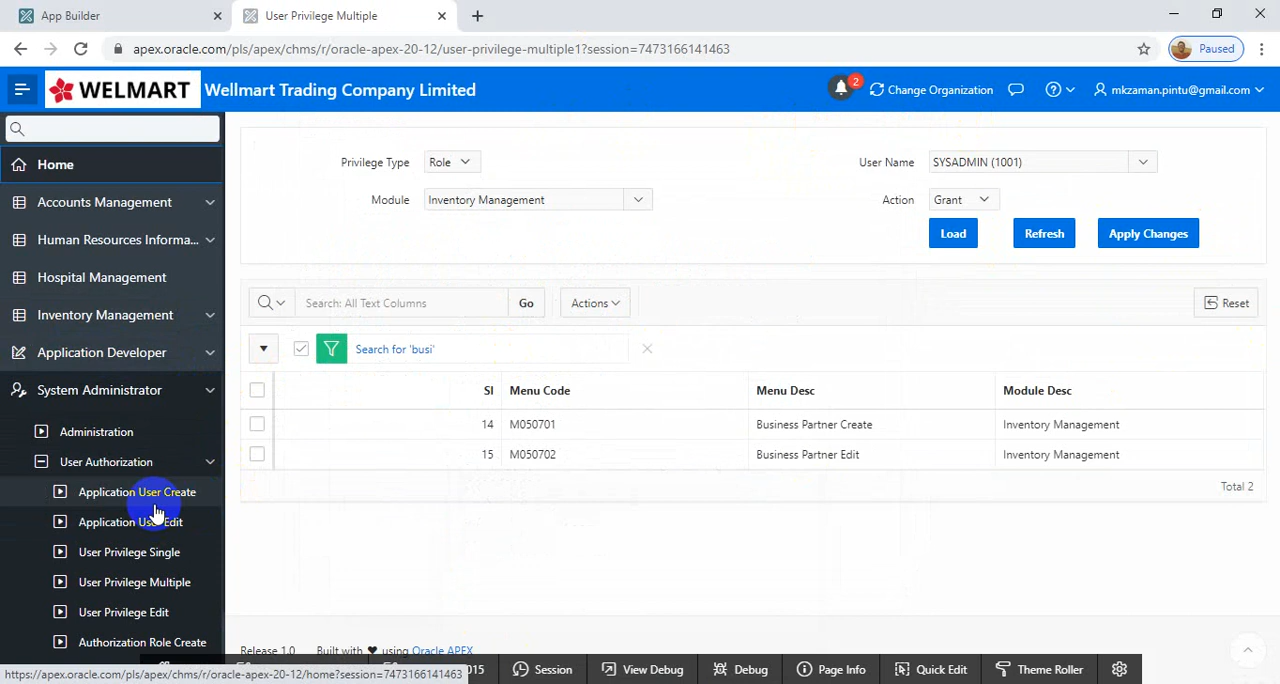 App Builder
User Privilege Multiple
apex.oracle.com/pls/apex/chms/r/oracle-apex-20-12/user-privilege-multiple1?session=7473166141463
Paused
WELMART
Wellmart Trading Company Limited
2
Change Organization
mkzaman.pintu@gmail.com
Home
Accounts Management
Human Resources Informa...
Hospital Management
Inventory Management
Application Developer
System Administrator
Administration
User Authorization
Application User Create
Application User Edit
User Privilege Single
User Privilege Multiple
User Privilege Edit
Authorization Role Create
Privilege Type Role
User Name SYSADMIN (1001)
Module Inventory Management
Action Grant
Load Refresh Apply Changes
Search: All Text Columns Go Actions Reset
Search for 'busi'
Sl Menu Code Menu Desc Module Desc
14 M050701 Business Partner Create Inventory Management
15 M050702 Business Partner Edit Inventory Management
Total 2
Release 1.0 Built with ❤ using Oracle APEX
015 Session View Debug Debug Page Info Quick Edit Theme Roller
https://apex.oracle.com/pls/apex/chms/r/oracle-apex-20-12/home?session=7473166141463